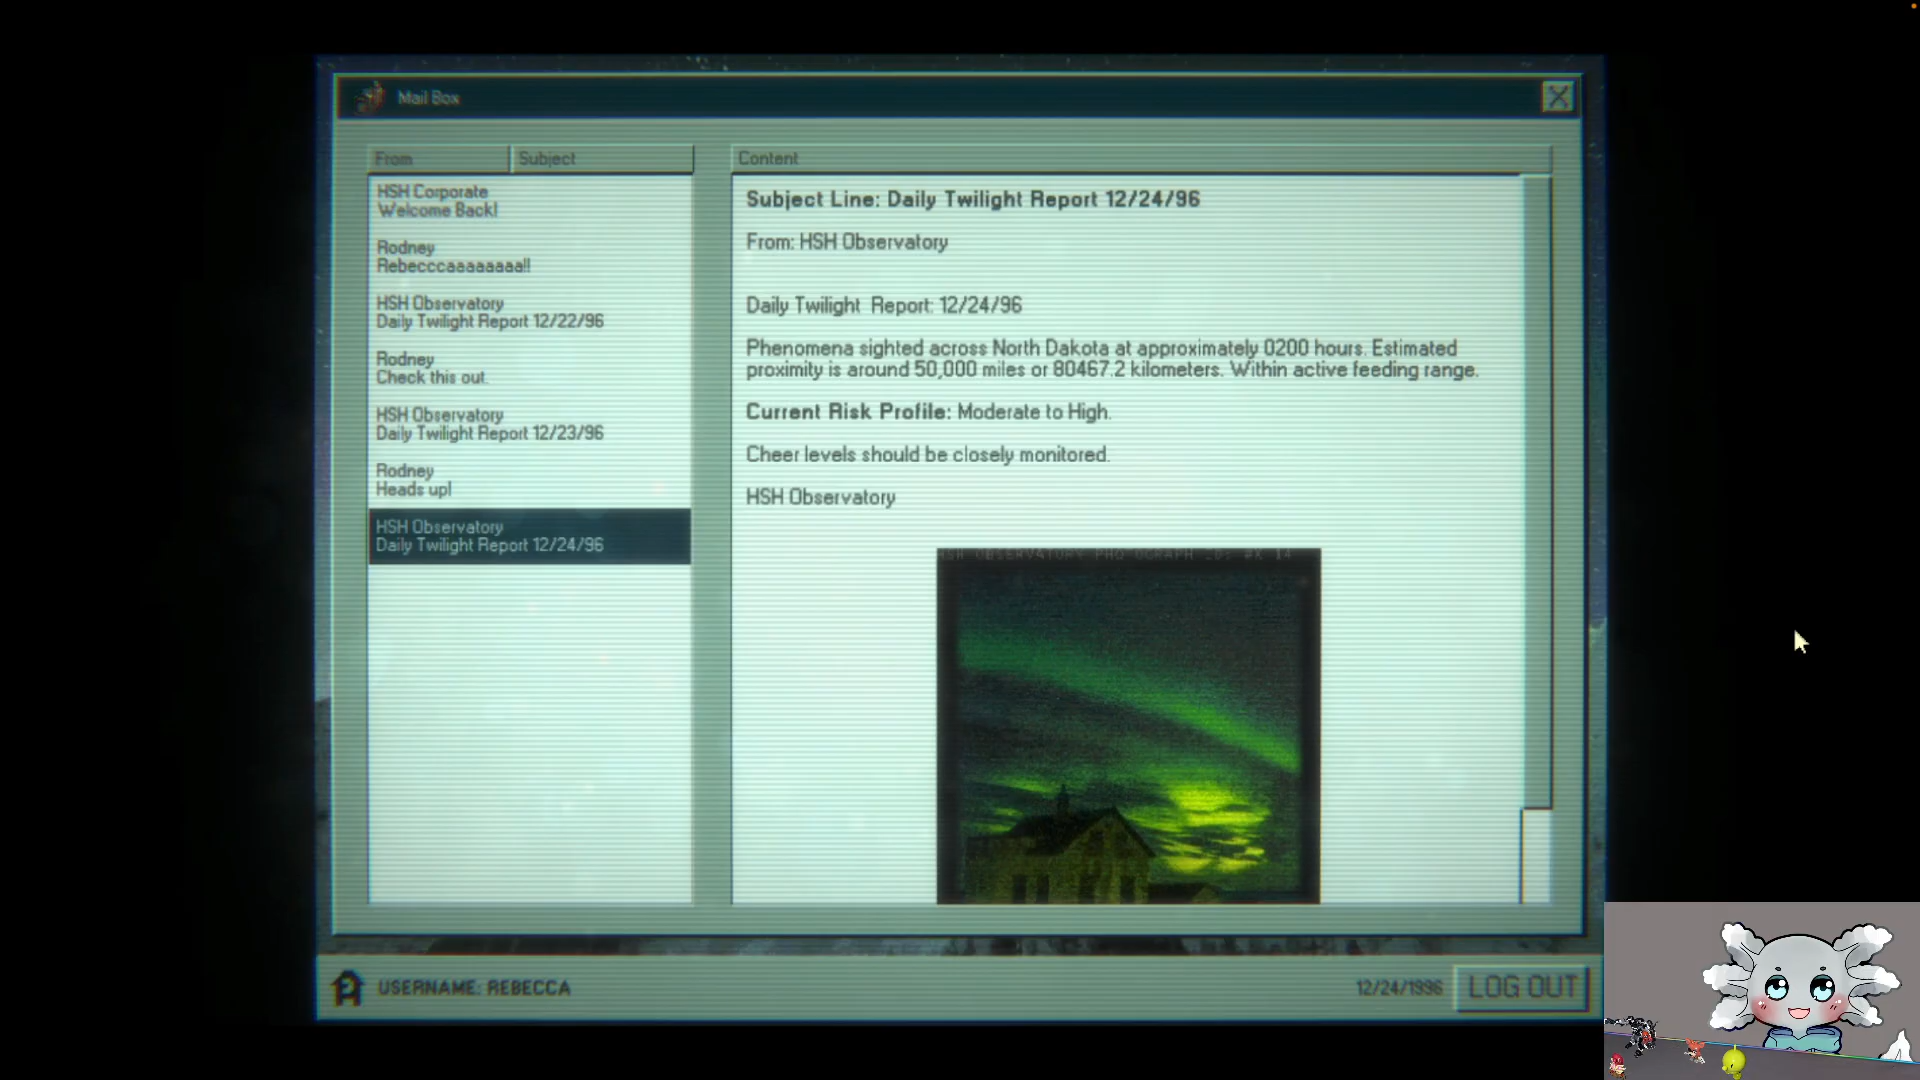 Mail Box
From
Subject
Content
HSH Corporate
Welcome Back!
Rodney
Rebecccaaaaaaaa!!
HSH Observatory
Daily Twilight Report 12/22/96
Rodney
Check this out.
HSH Observatory
Daily Twilight Report 12/23/96
Rodney
Heads up!
HSH Observatory
Daily Twilight Report 12/24/96
Subject Line: Daily Twilight Report 12/24/96
From: HSH Observatory
Daily Twilight Report: 12/24/96
Phenomena sighted across North Dakota at approximately 0200 hours. Estimated
proximity is around 50,000 miles or 80467.2 kilometers. Within active feeding range.
Current Risk Profile: Moderate to High.
Cheer levels should be closely monitored.
HSH Observatory
HSH OBSERVATORY PHOTOGRAPH ID:
USERNAME: REBECCA
12/24/1996
LOG OUT